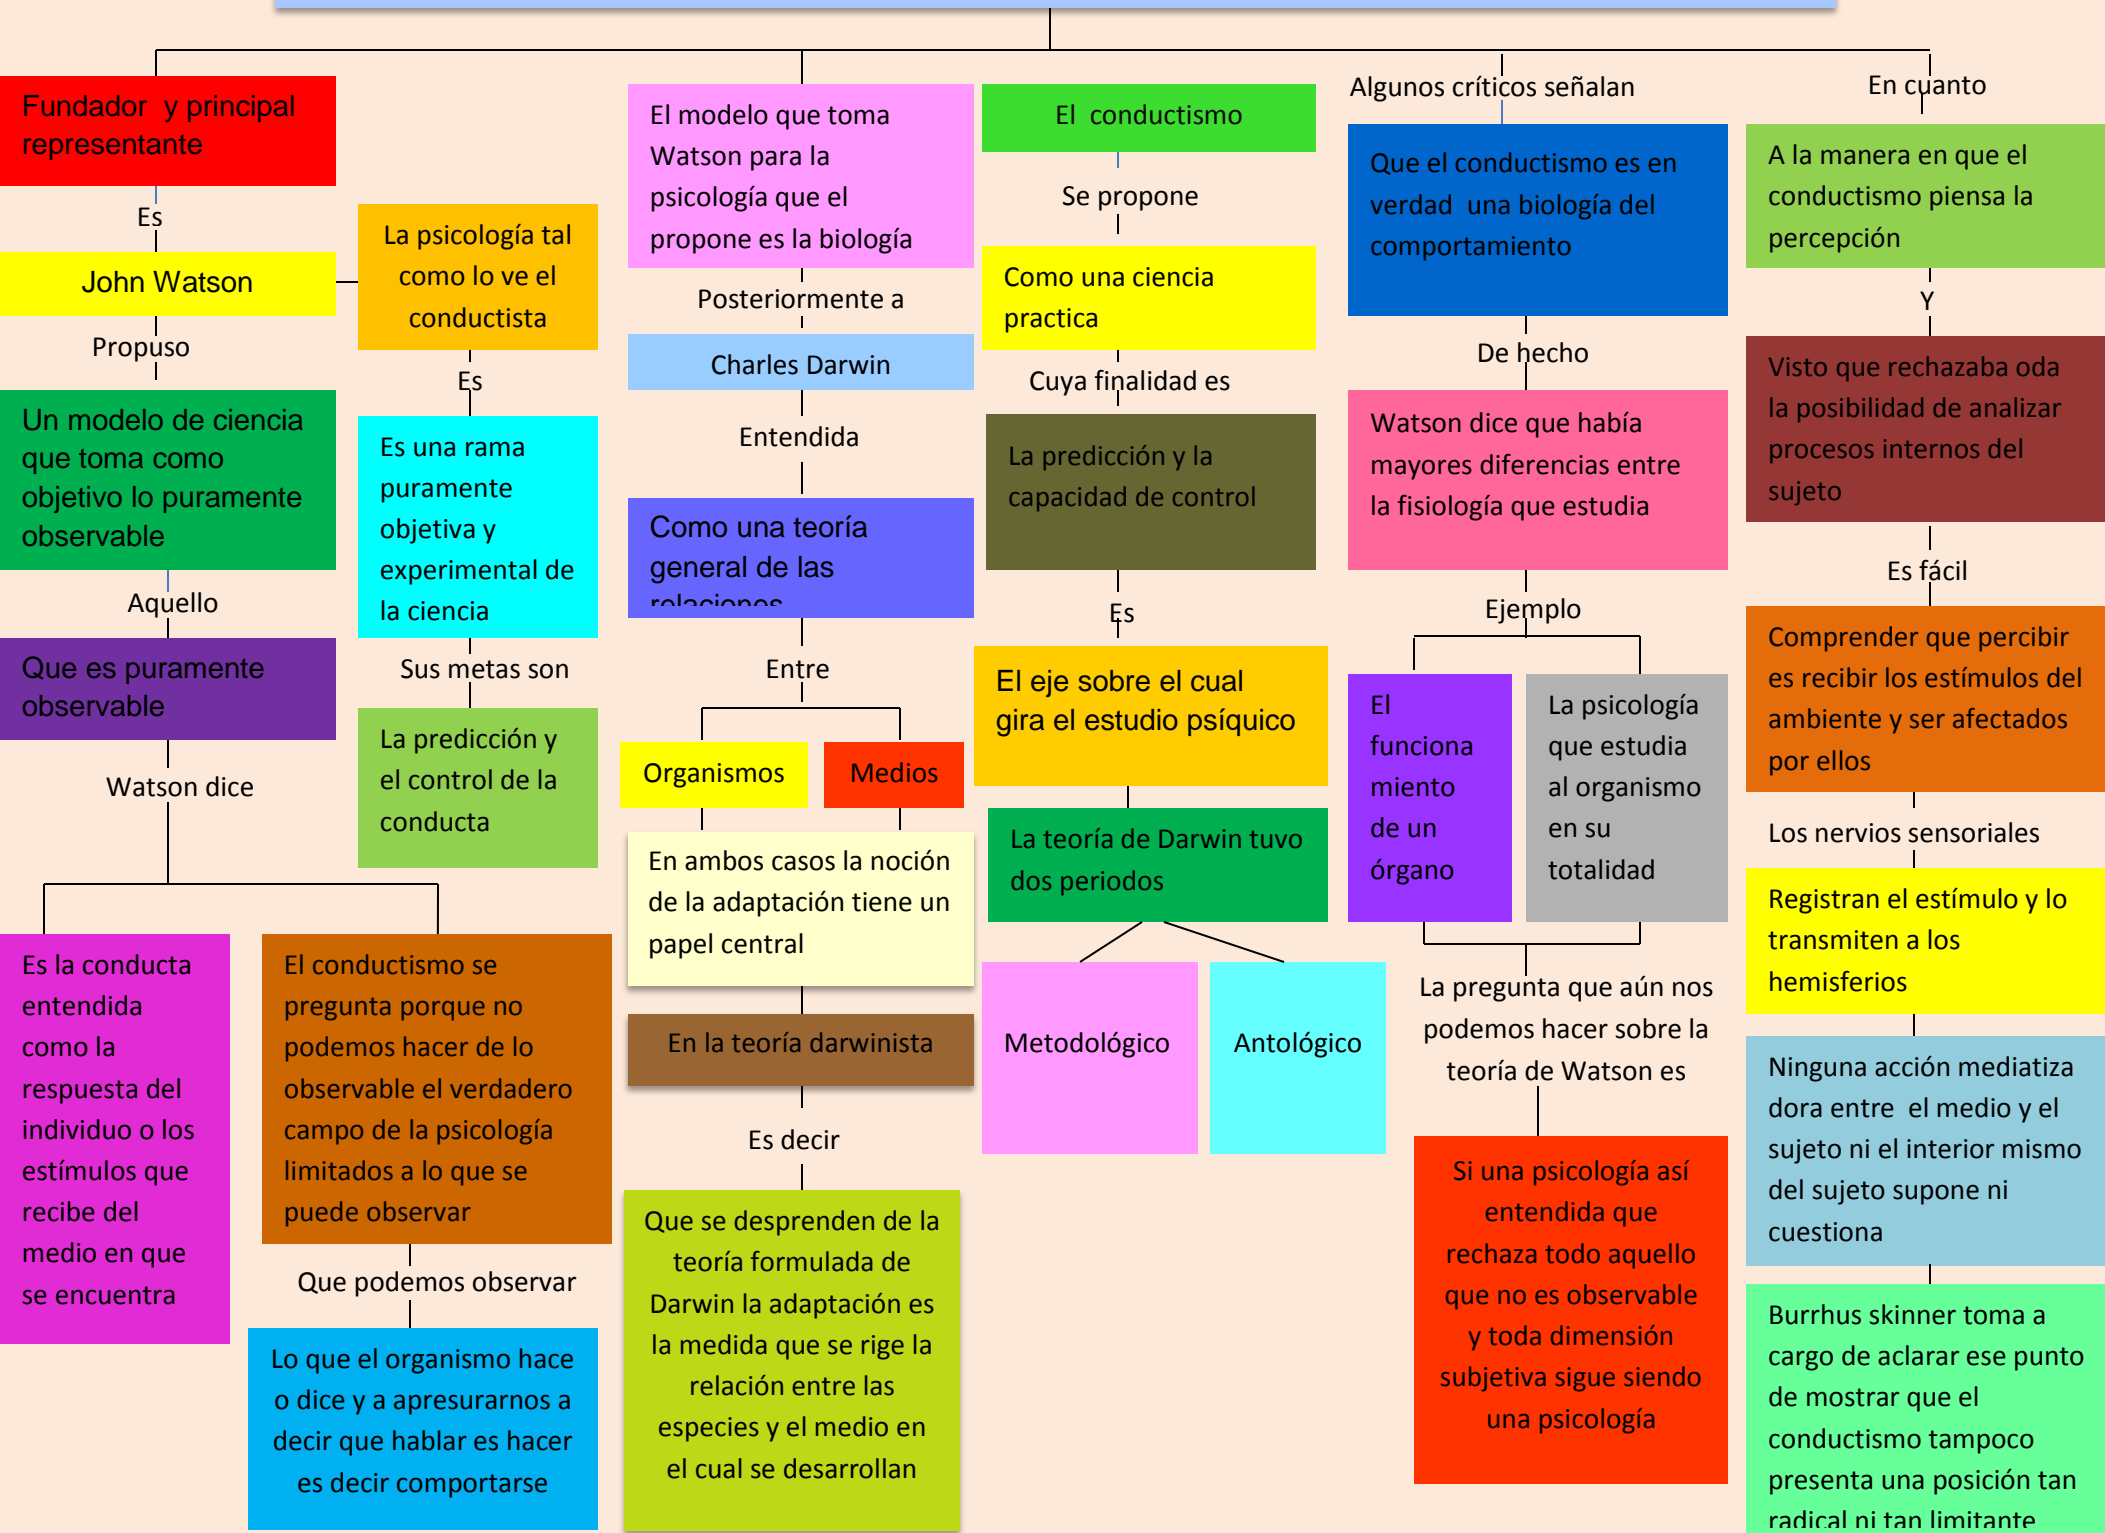 Fundador y principal
representante
Es
John Watson
Propuso
Un modelo de ciencia
que toma como
objetivo lo puramente
observable
Aquello
Que es puramente
observable
Watson dice
Es la conducta
entendida
como la
respuesta del
individuo o los
estímulos que
recibe del
medio en que
se encuentra
El conductismo se
pregunta porque no
podemos hacer de lo
observable el verdadero
campo de la psicología
limitados a lo que se
puede observar
Que podemos observar
Lo que el organismo hace
o dice y a apresurarnos a
decir que hablar es hacer
es decir comportarse
La psicología tal
como lo ve el
conductista
Es
Es una rama
puramente
objetiva y
experimental de
la ciencia
Sus metas son
La predicción y
el control de la
conducta
El modelo que toma
Watson para la
psicología que el
propone es la biología
Posteriormente a
Charles Darwin
Entendida
Como una teoría
general de las
relaciones
Entre
Organismos
Medios
En ambos casos la noción
de la adaptación tiene un
papel central
En la teoría darwinista
Es decir
Que se desprenden de la
teoría formulada de
Darwin la adaptación es
la medida que se rige la
relación entre las
especies y el medio en
el cual se desarrollan
El conductismo
Se propone
Como una ciencia
practica
Cuya finalidad es
La predicción y la
capacidad de control
Es
El eje sobre el cual
gira el estudio psíquico
La teoría de Darwin tuvo
dos periodos
Metodológico
Antológico
Algunos críticos señalan
Que el conductismo es en
verdad una biología del
comportamiento
De hecho
Watson dice que había
mayores diferencias entre
la fisiología que estudia
Ejemplo
El
funciona
miento
de un
órgano
La psicología
que estudia
al organismo
en su
totalidad
La pregunta que aún nos
podemos hacer sobre la
teoría de Watson es
Si una psicología así
entendida que
rechaza todo aquello
que no es observable
y toda dimensión
subjetiva sigue siendo
una psicología
En cuanto
A la manera en que el
conductismo piensa la
percepción
Y
Visto que rechazaba oda
la posibilidad de analizar
procesos internos del
sujeto
Es fácil
Comprender que percibir
es recibir los estímulos del
ambiente y ser afectados
por ellos
Los nervios sensoriales
Registran el estímulo y lo
transmiten a los
hemisferios
Ninguna acción mediatiza
dora entre el medio y el
sujeto ni el interior mismo
del sujeto supone ni
cuestiona
Burrhus skinner toma a
cargo de aclarar ese punto
de mostrar que el
conductismo tampoco
presenta una posición tan
radical ni tan limitante